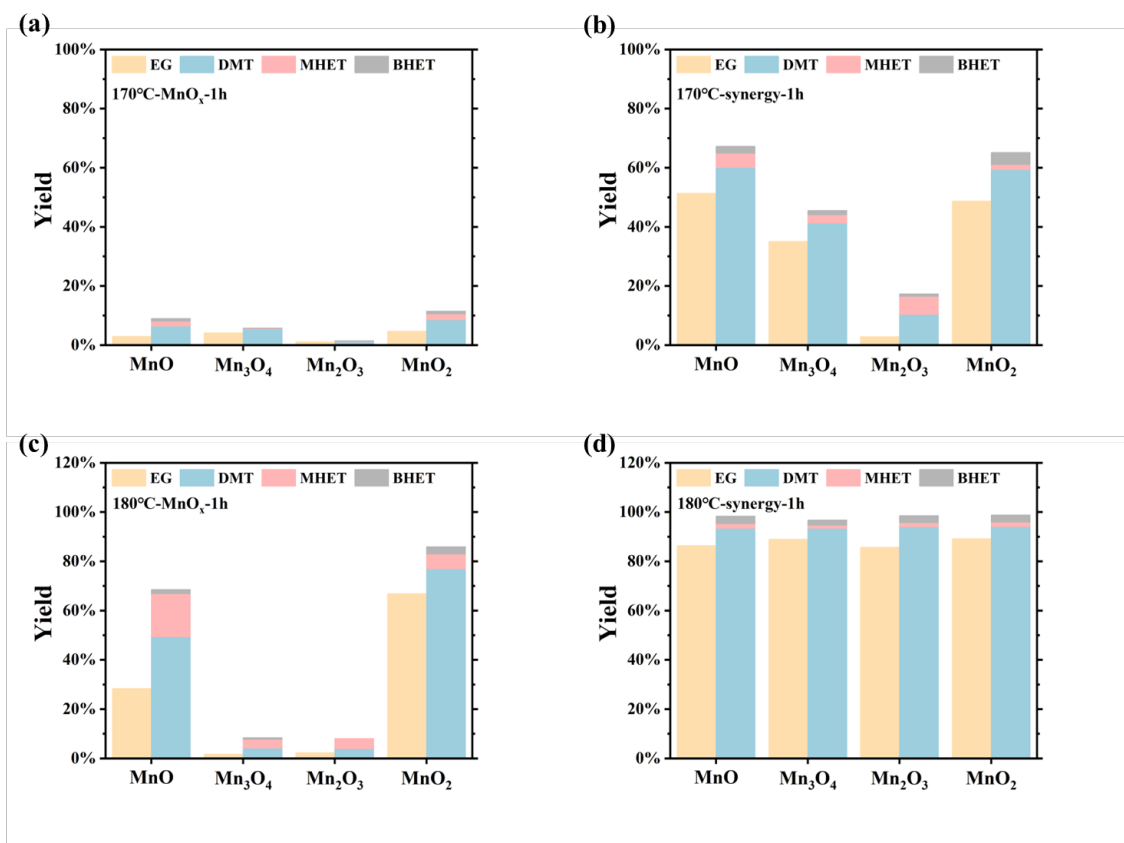 (a)
100%
80%
60%
40%
20%
0%
Yield
EG DMT MHET BHET
170°C-MnOₓ-1h
MnO Mn₃O₄ Mn₂O₃ MnO₂
(b)
100%
80%
60%
40%
20%
0%
Yield
EG DMT MHET BHET
170°C-synergy-1h
MnO Mn₃O₄ Mn₂O₃ MnO₂
(c)
120%
100%
80%
60%
40%
20%
0%
Yield
EG DMT MHET BHET
180°C-MnOₓ-1h
MnO Mn₃O₄ Mn₂O₃ MnO₂
(d)
120%
100%
80%
60%
40%
20%
0%
Yield
EG DMT MHET BHET
180°C-synergy-1h
MnO Mn₃O₄ Mn₂O₃ MnO₂